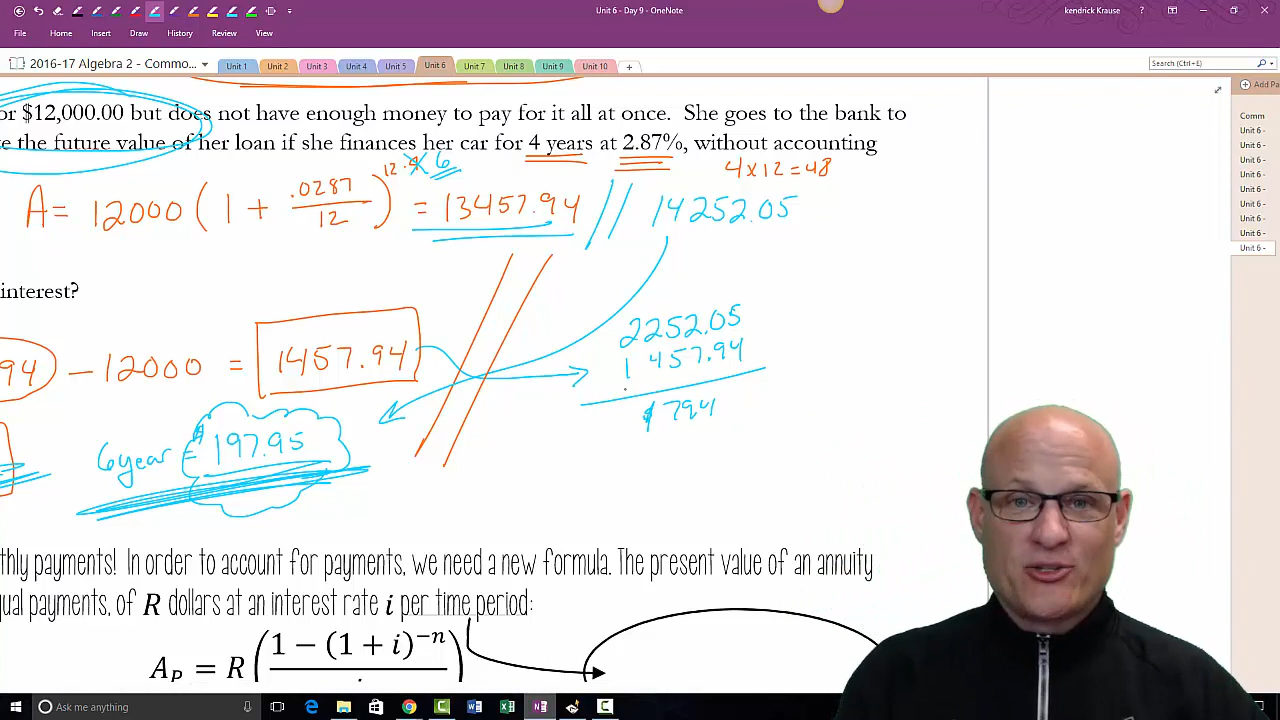 Unit 6 - Day 9 - OneNote
kendrick Krause
?
File Home Insert Draw History Review View
2016-17 Algebra 2 - Commo... Unit 1 Unit 2 Unit 3 Unit 4 Unit 5 Unit 6 Unit 7 Unit 8 Unit 9 Unit 10 +
Search (Ctrl+E)
Add Pa
Comm
Unit 6 -
Unit 6 -
Unit 6 -
Unit 6 -
Unit 6 -
Unit 6 -
Unit 6 -
Unit 6 -
Unit 6 -
or $12,000.00 but does not have enough money to pay for it all at once. She goes to the bank to
e the future value of her loan if she finances her car for 4 years at 2.87%, without accounting
4 x 12 = 48
A = 12000 ( 1 + .0287 / 12 ) 12 · 4 6 = 13457.94 // 14252.05
interest?
94 - 12000 = 1457.94
2252.05
1457.94
$ 794
6 year = $197.95
thly payments! In order to account for payments, we need a new formula. The present value of an annuity
qual payments, of R dollars at an interest rate i per time period:
A_P = R ( 1 − (1 + i)^−n / i )
Ask me anything